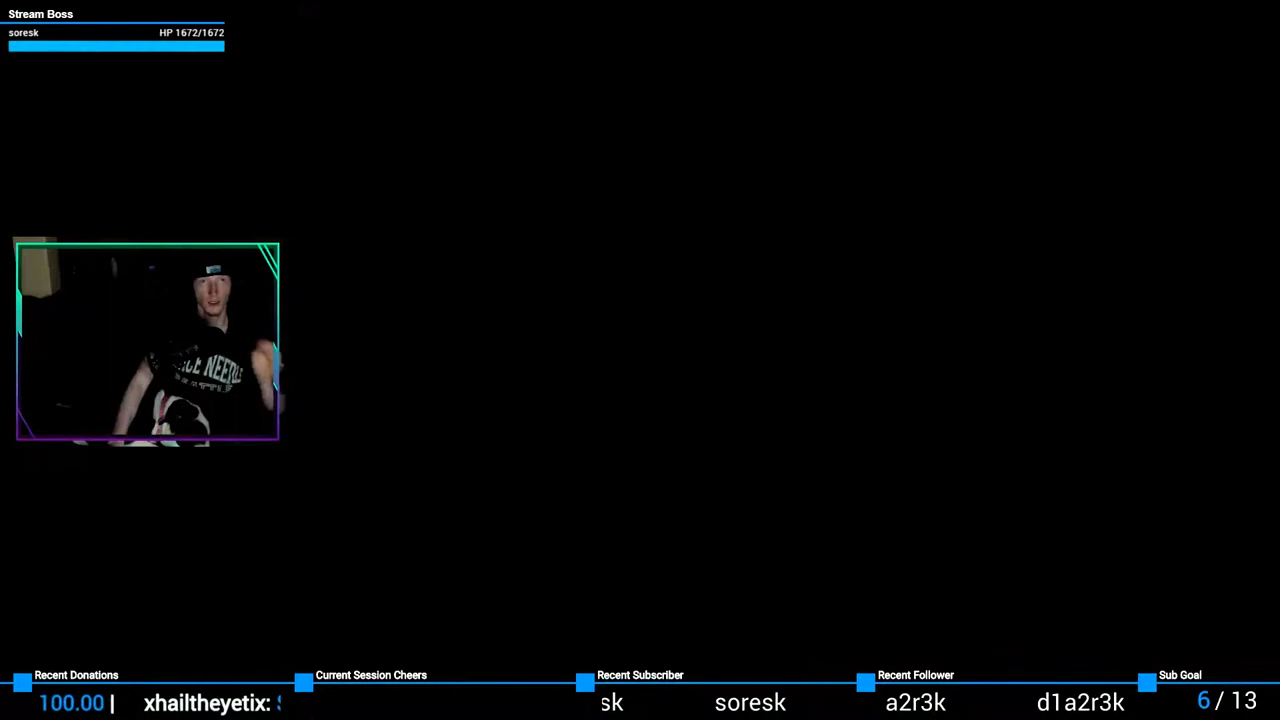 Stream Boss
soresk HP 1672/1672
NEEDLE
Recent Donations Current Session Cheers Recent Subscriber Recent Follower Sub Goal
100.00 | xhailtheyetix: sk soresk a2r3k d1a2r3k 6 / 13